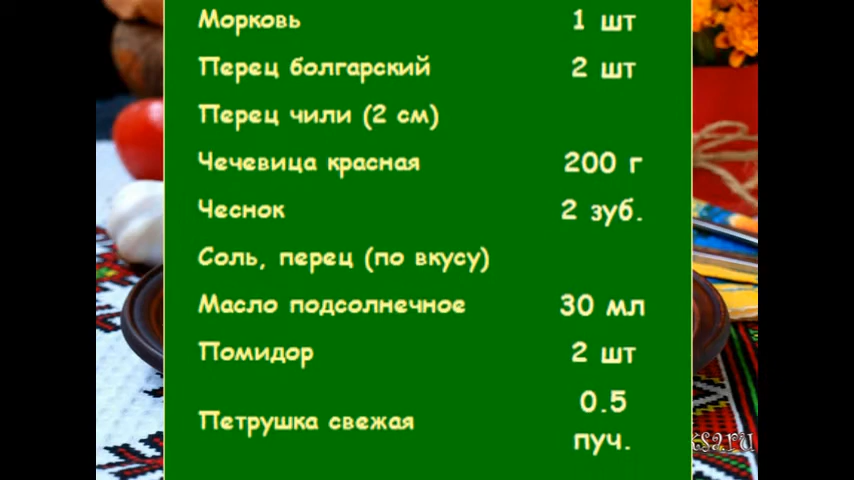 Морковь 1 шт
Перец болгарский 2 шт
Перец чили (2 см)
Чечевица красная 200 г
Чеснок 2 зуб.
Соль, перец (по вкусу)
Масло подсолнечное 30 мл
Помидор 2 шт
Петрушка свежая 0.5 пуч.